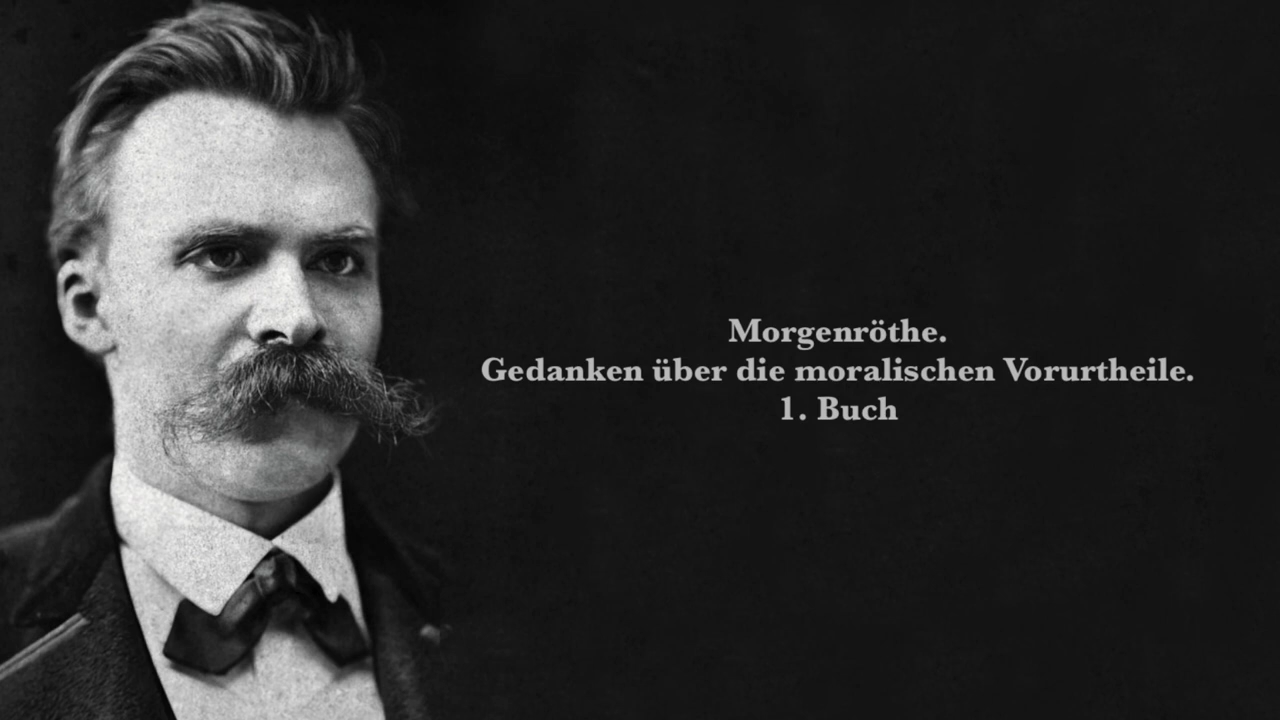 Morgenröthe.
Gedanken über die moralischen Vorurtheile.
1. Buch